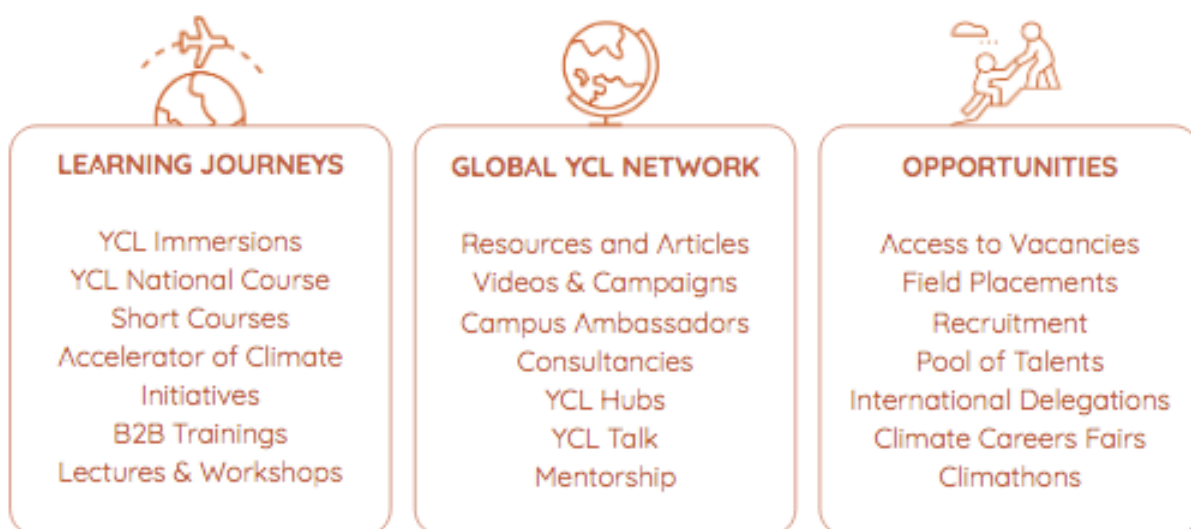 LEARNING JOURNEYS
YCL Immersions
YCL National Course
Short Courses
Accelerator of Climate
Initiatives
B2B Trainings
Lectures & Workshops
GLOBAL YCL NETWORK
Resources and Articles
Videos & Campaigns
Campus Ambassadors
Consultancies
YCL Hubs
YCL Talk
Mentorship
OPPORTUNITIES
Access to Vacancies
Field Placements
Recruitment
Pool of Talents
International Delegations
Climate Careers Fairs
Climathons